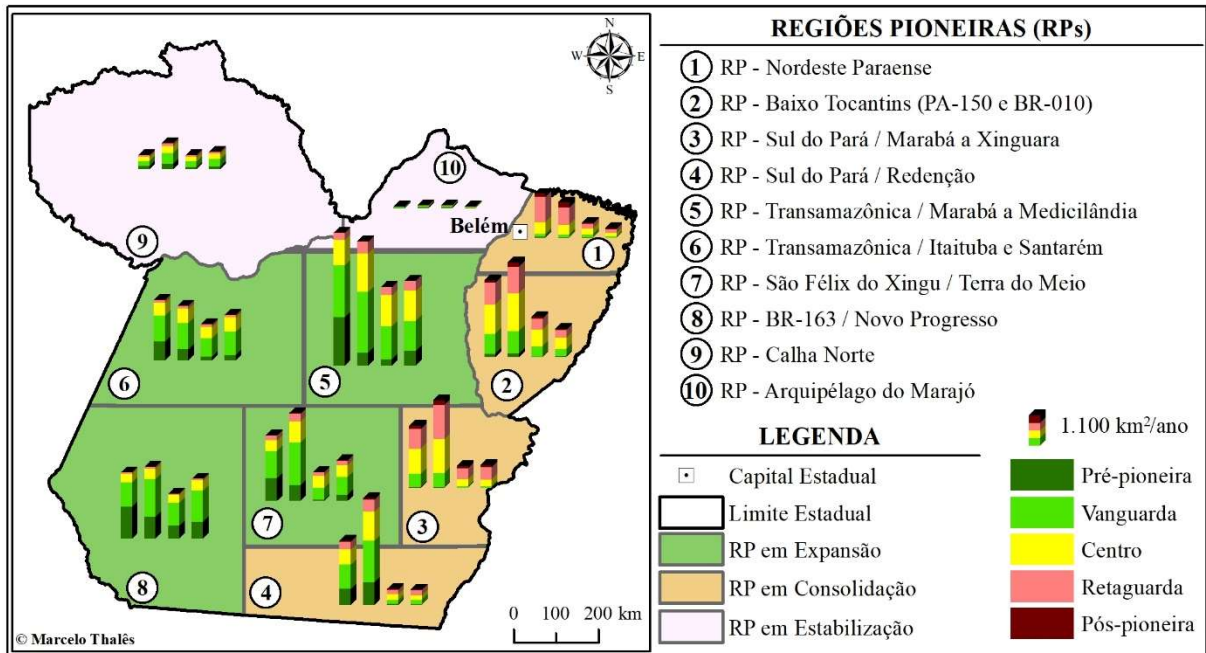 N
W
E
S
10
Belém
9
1
6
5
2
7
3
8
4
0 100 200 km
© Marcelo Thalês
REGIÕES PIONEIRAS (RPs)
1 RP - Nordeste Paraense
2 RP - Baixo Tocantins (PA-150 e BR-010)
3 RP - Sul do Pará / Marabá a Xinguara
4 RP - Sul do Pará / Redenção
5 RP - Transamazônica / Marabá a Medicilândia
6 RP - Transamazônica / Itaituba e Santarém
7 RP - São Félix do Xingu / Terra do Meio
8 RP - BR-163 / Novo Progresso
9 RP - Calha Norte
10 RP - Arquipélago do Marajó
LEGENDA
Capital Estadual
Limite Estadual
RP em Expansão
RP em Consolidação
RP em Estabilização
1.100 km²/ano
Pré-pioneira
Vanguarda
Centro
Retaguarda
Pós-pioneira